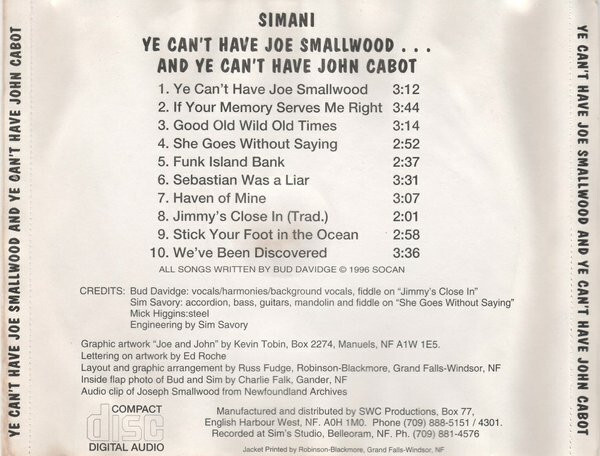 SIMANI
YE CAN'T HAVE JOE SMALLWOOD . . .
AND YE CAN'T HAVE JOHN CABOT
1. Ye Can't Have Joe Smallwood 3:12
2. If Your Memory Serves Me Right 3:44
3. Good Old Wild Old Times 3:14
4. She Goes Without Saying 2:52
5. Funk Island Bank 2:37
6. Sebastian Was a Liar 3:31
7. Haven of Mine 3:07
8. Jimmy's Close In (Trad.) 2:01
9. Stick Your Foot in the Ocean 2:58
10. We've Been Discovered 3:36
ALL SONGS WRITTEN BY BUD DAVIDGE © 1996 SOCAN
CREDITS: Bud Davidge: vocals/harmonies/background vocals, fiddle on "Jimmy's Close In"
Sim Savory: accordion, bass, guitars, mandolin and fiddle on "She Goes Without Saying"
Mick Higgins:steel
Engineering by Sim Savory
Graphic artwork "Joe and John" by Kevin Tobin, Box 2274, Manuels, NF A1W 1E5.
Lettering on artwork by Ed Roche
Layout and graphic arrangement by Russ Fudge, Robinson-Blackmore, Grand Falls-Windsor, NF
Inside flap photo of Bud and Sim by Charlie Falk, Gander, NF
Audio clip of Joseph Smallwood from Newfoundland Archives
COMPACT
disc
DIGITAL AUDIO
Manufactured and distributed by SWC Productions, Box 77,
English Harbour West, NF. A0H 1M0. Phone (709) 888-5151 / 4301.
Recorded at Sim's Studio, Belleoram, NF, Ph (709) 881-4576
Jacket Printed by Robinson-Blackmore, Grand Falls-Windsor, NF
YE CAN'T HAVE JOE SMALLWOOD AND YE CAN'T HAVE JOHN CABOT
YE CAN'T HAVE JOE SMALLWOOD AND YE CAN'T HAVE JOHN CABOT